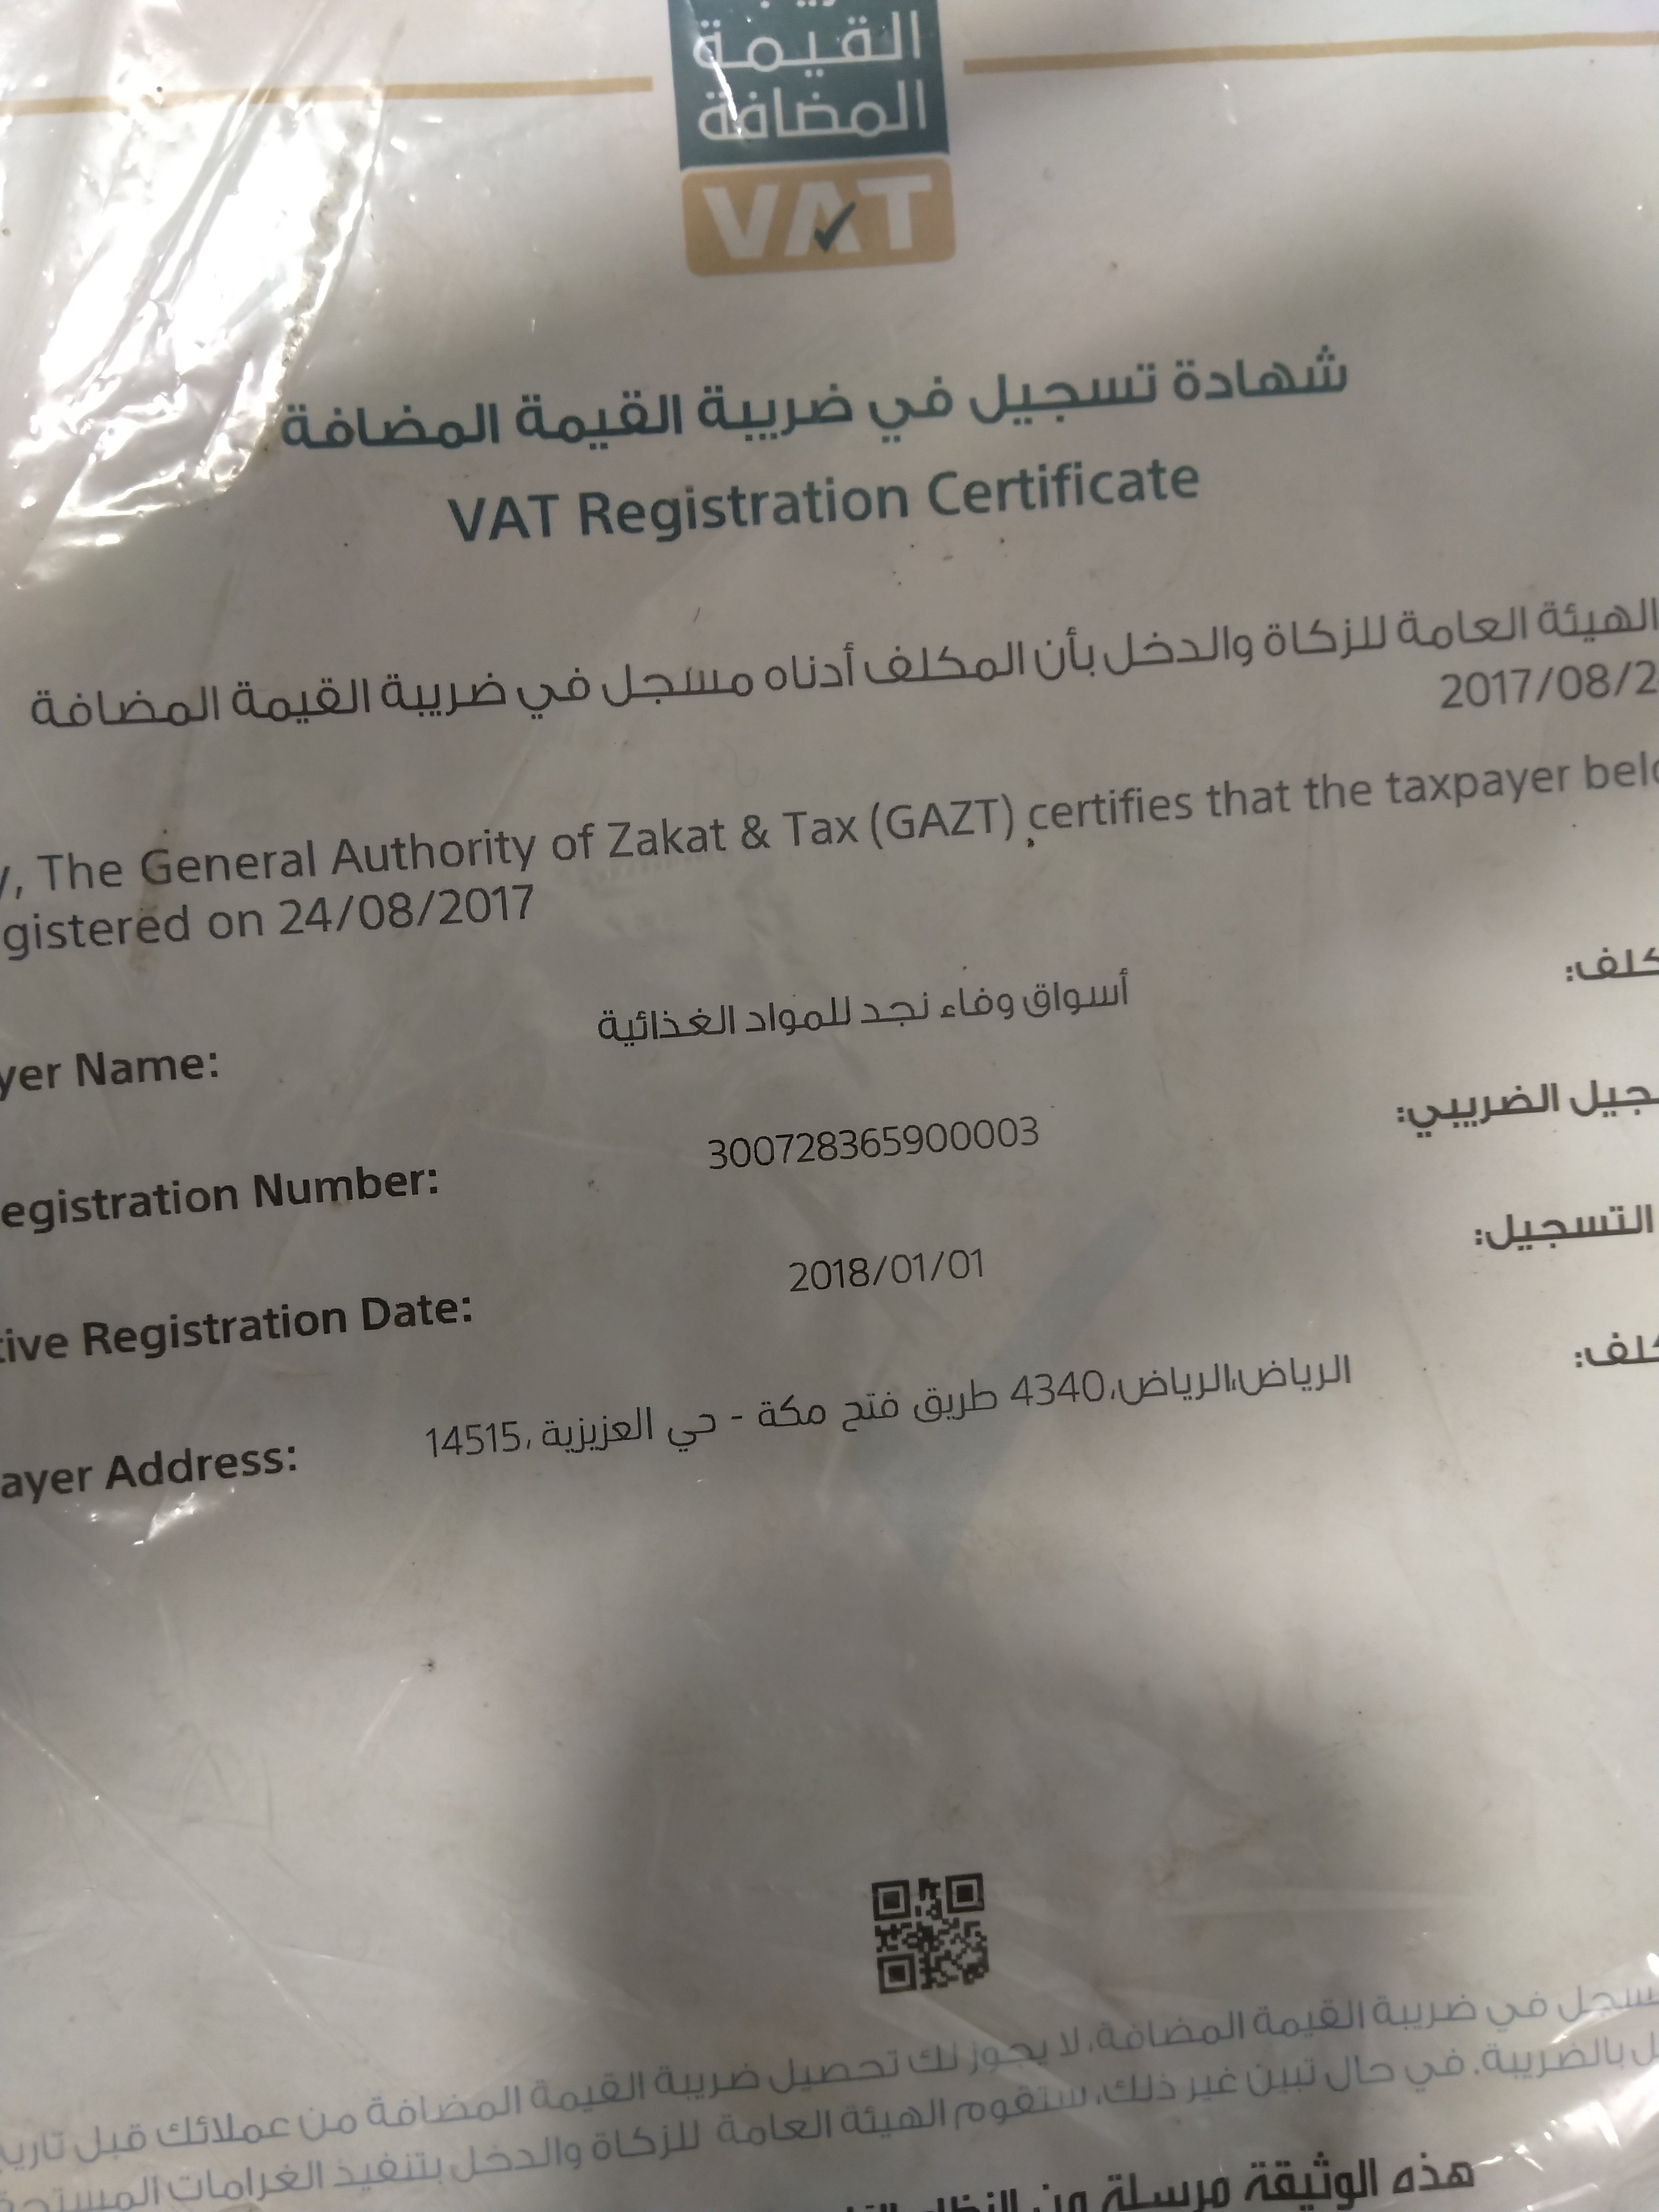 القيمة
المضافة
VAT
شهادة تسجيل في ضريبة القيمة المضافة
VAT Registration Certificate
الهيئة العامة للزكاة والدخل بأن المكلف أدناه مسجل في ضريبة القيمة المضافة
2017/08/2
y, The General Authority of Zakat & Tax (GAZT) certifies that the taxpayer belo
gistered on 24/08/2017
كلف:
أسواق وفاء نجد للمواد الغذائية
yer Name:
جيل الضريبي:
300728365900003
egistration Number:
التسجيل:
2018/01/01
tive Registration Date:
كلف:
الرياض،الرياض،4340 طريق فتح مكة - حي العزيزية ،14515
ayer Address:
سجل في ضريبة القيمة المضافة، لا يجوز لك تحصيل ضريبة القيمة المضافة من عملائك قبل تاري
ل بالضريبة. في حال تبين غير ذلك، ستقوم الهيئة العامة للزكاة والدخل بتنفيذ الغرامات
هذه الوثيقة مرسلة من